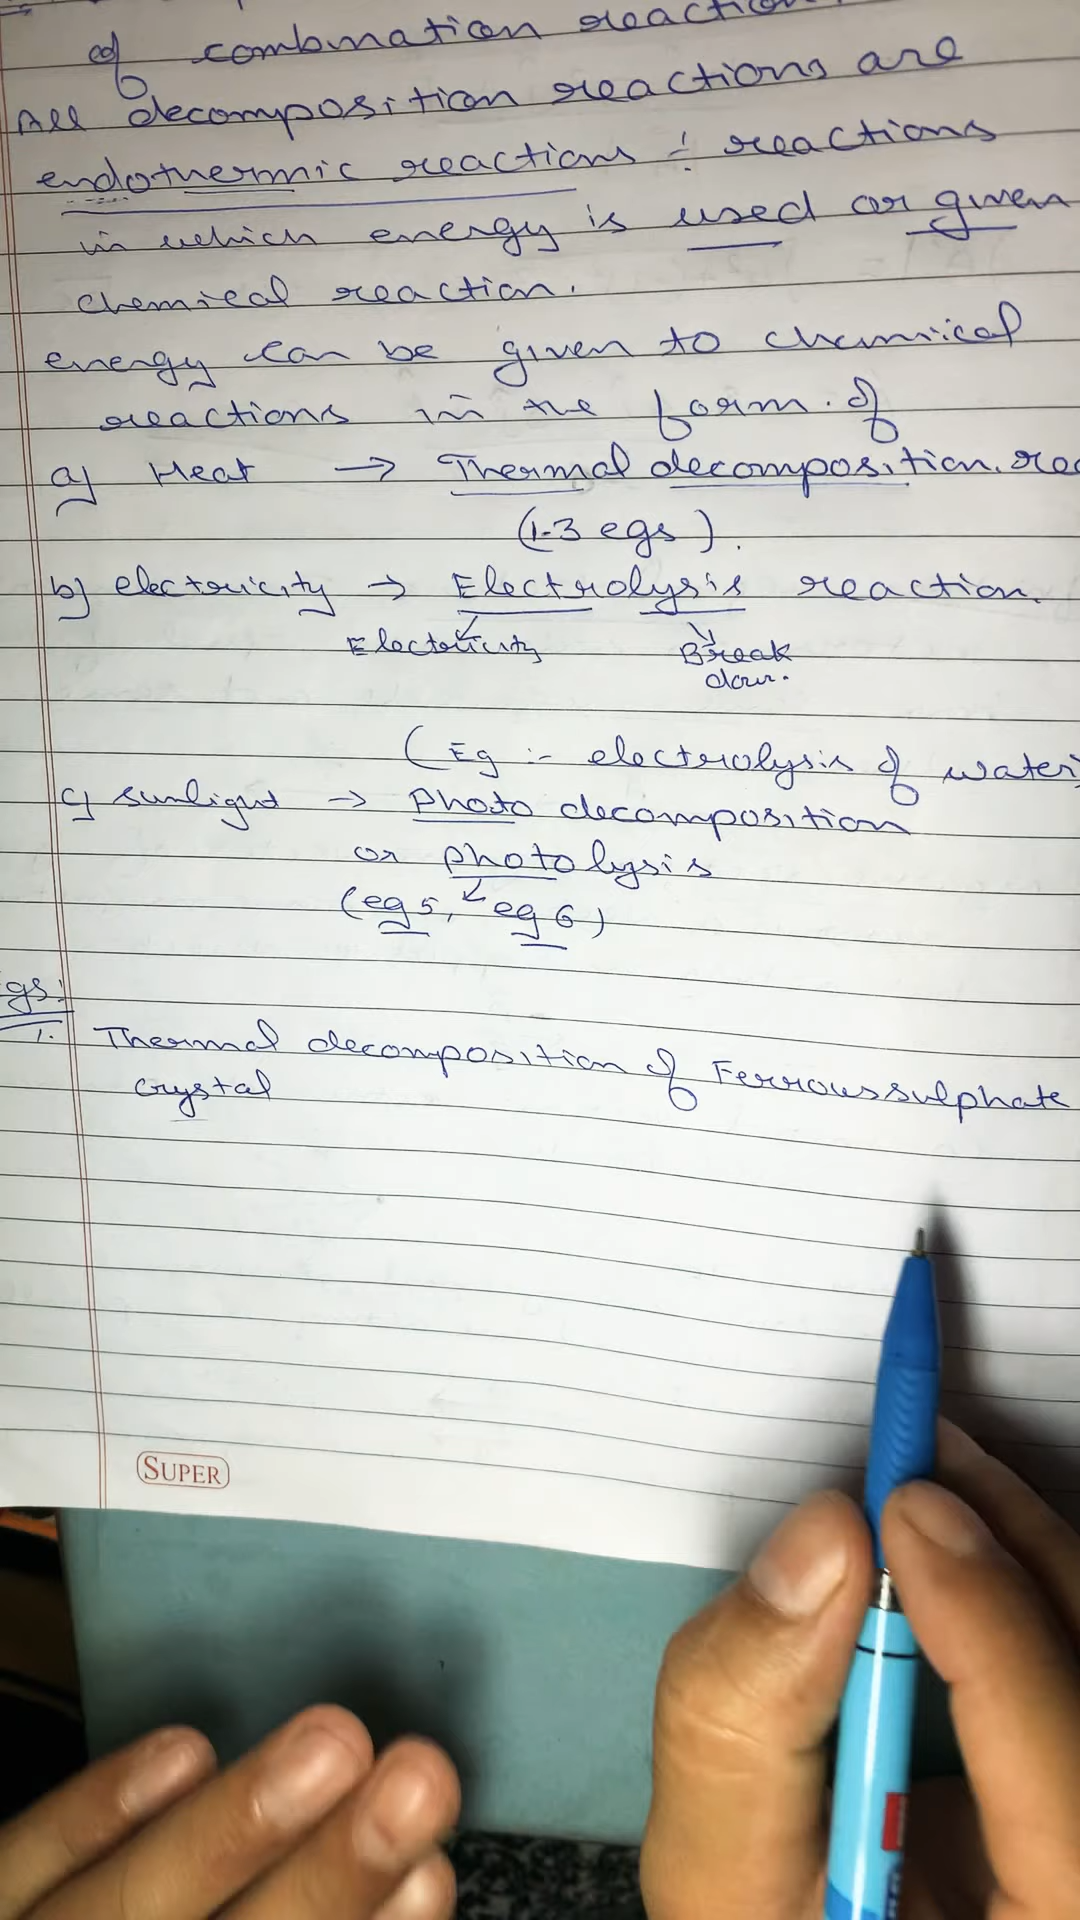 of combination reaction.
All decomposition reactions are
endothermic reactions ÷ reactions
in which energy is used or given
chemical reaction.
energy can be given to chemical
reactions in the form. of
a) Heat → Thermal decomposition. rea
(1-3 egs).
b) electricity → Electrolysis reaction.
Electricity Break
down.
(Eg :- electrolysis of water)
c) sunlight → Photo decomposition
or photolysis
(eg 5, eg 6)
gs:
1. Thermal decomposition of Ferroussulphate
crystal
SUPER